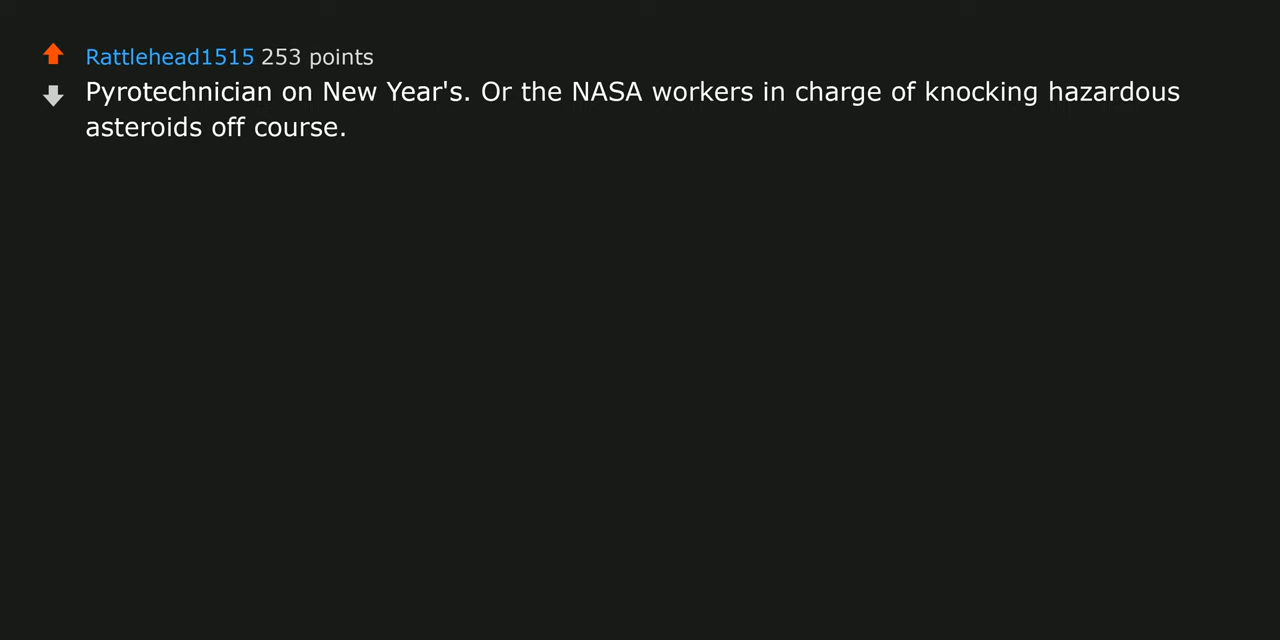 Rattlehead1515 253 points
Pyrotechnician on New Year's. Or the NASA workers in charge of knocking hazardous
asteroids off course.